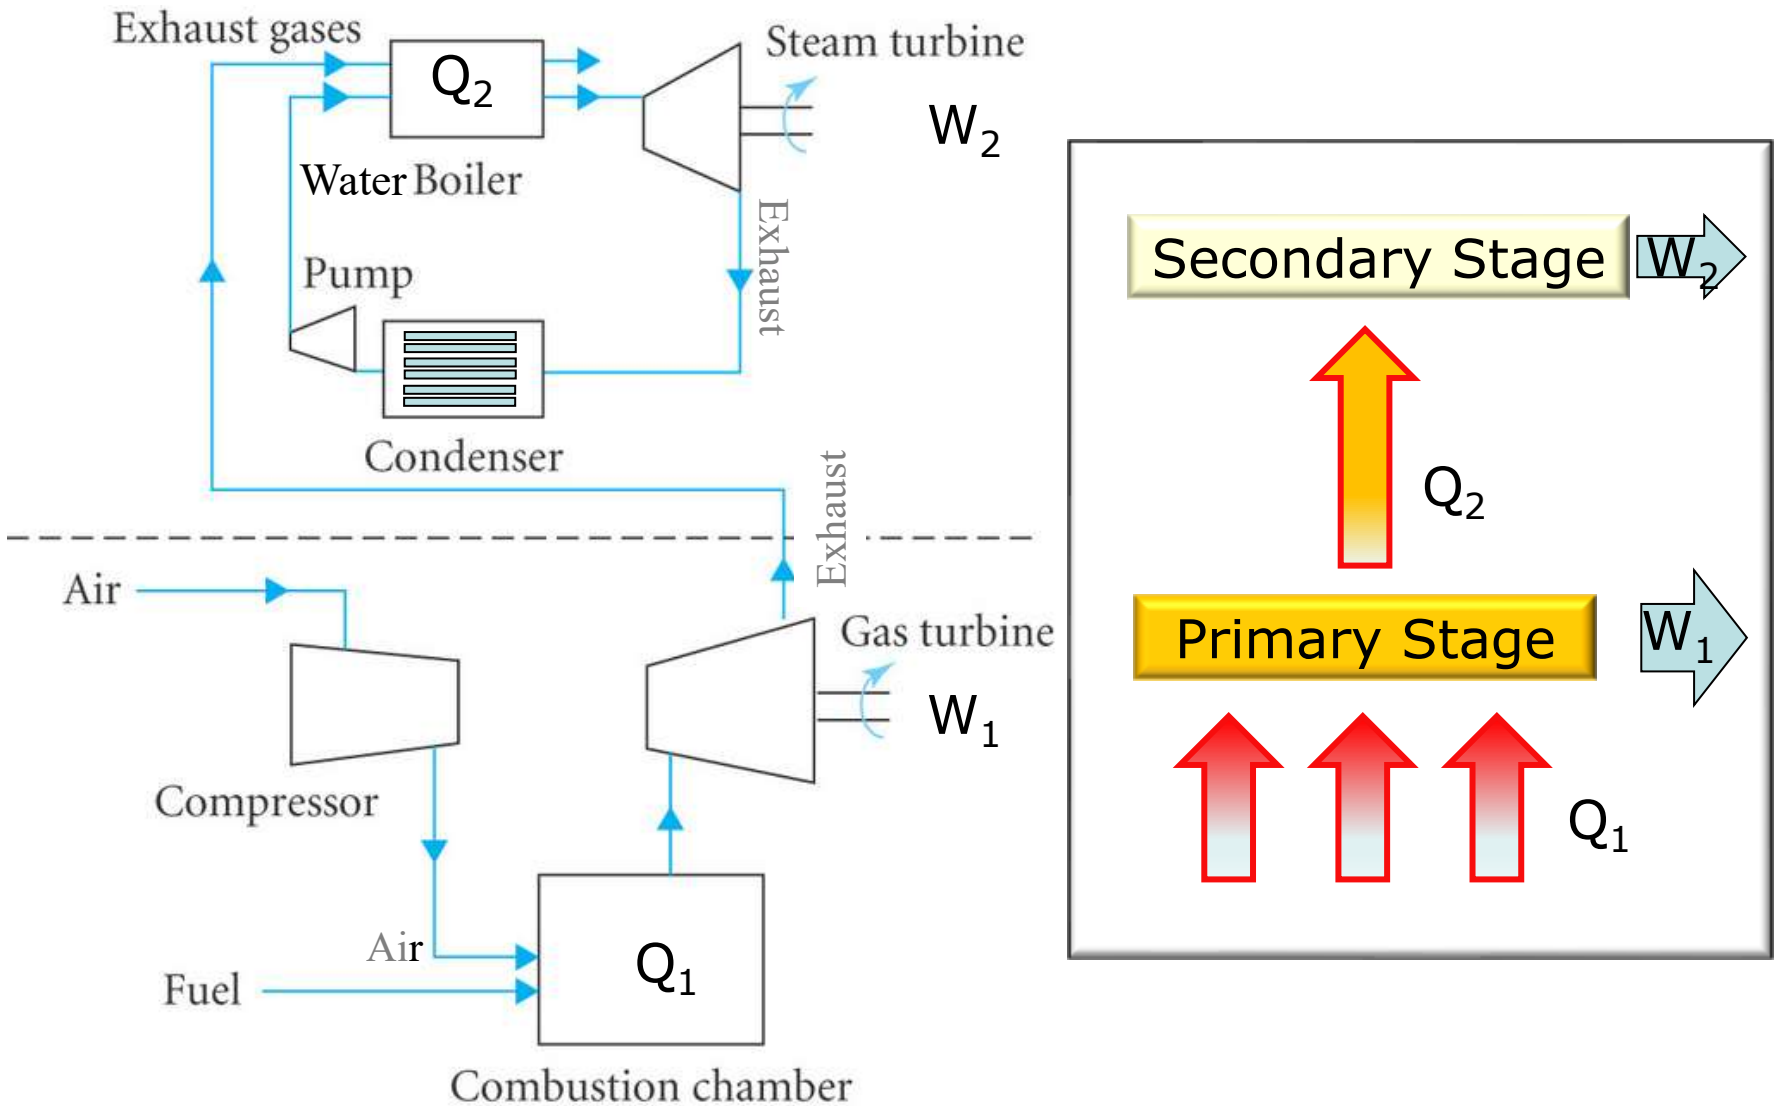 Exhaust gases
Q2
Steam turbine
W2
Water Boiler
Exhaust
Pump
Condenser
Exhaust
Air
Gas turbine
W1
Compressor
Air
Fuel
Q1
Combustion chamber
Secondary Stage
W2
Q2
Primary Stage
W1
Q1